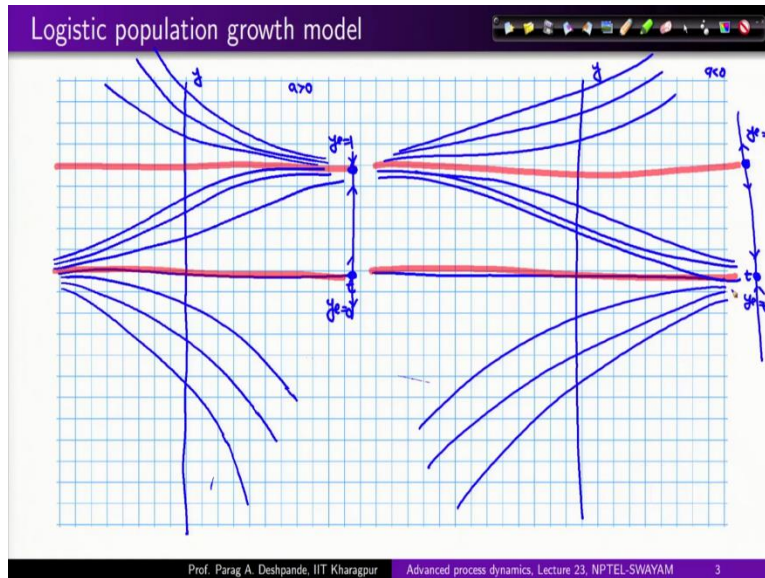 Logistic population growth model
y
a>0
y
a<0
t
t
Prof. Parag A. Deshpande, IIT Kharagpur
Advanced process dynamics, Lecture 23, NPTEL-SWAYAM
3